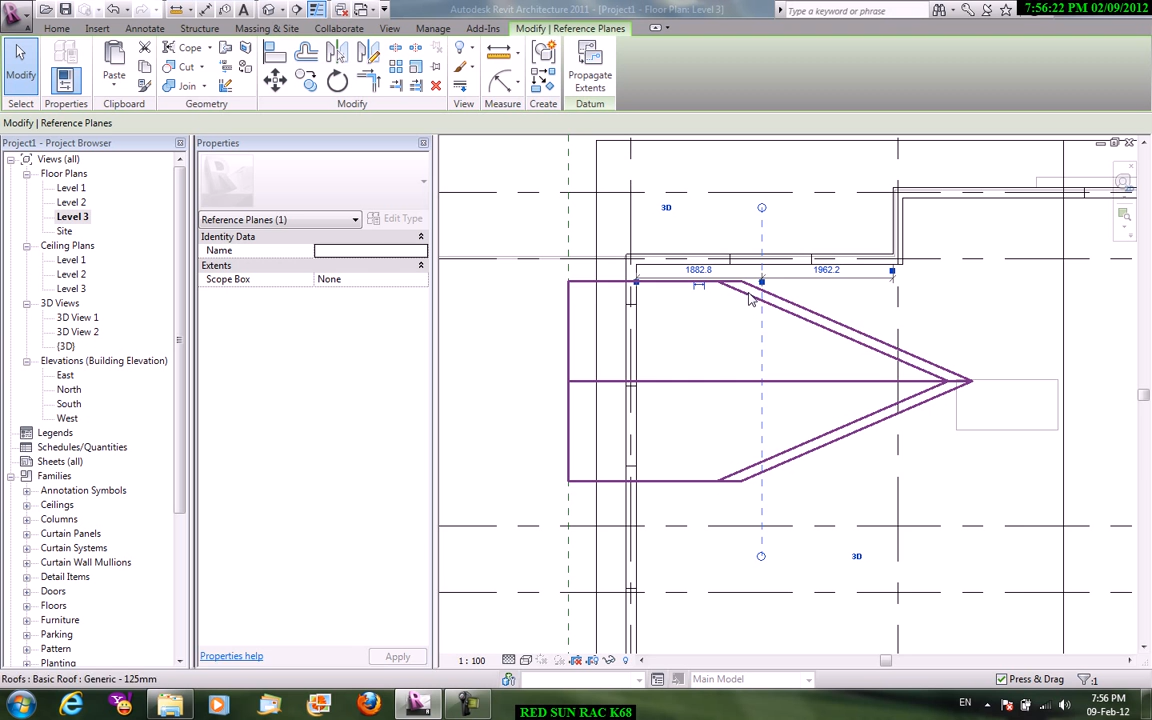 Autodesk Revit Architecture 2011 - [Project1 - Floor Plan: Level 3]
Type a keyword or phrase
7:56:22 PM 02/09/2012
Home Insert Annotate Structure Massing & Site Collaborate View Manage Add-Ins Modify | Reference Planes
Modify Paste Cope Cut Join Propagate Extents
Select Properties Clipboard Geometry Modify View Measure Create Datum
Modify | Reference Planes
Project1 - Project Browser
Views (all)
Floor Plans
Level 1
Level 2
Level 3
Site
Ceiling Plans
Level 1
Level 2
Level 3
3D Views
3D View 1
3D View 2
{3D}
Elevations (Building Elevation)
East
North
South
West
Legends
Schedules/Quantities
Sheets (all)
Families
Annotation Symbols
Ceilings
Columns
Curtain Panels
Curtain Systems
Curtain Wall Mullions
Detail Items
Doors
Floors
Furniture
Parking
Pattern
Planting
Properties
Reference Planes (1)
Edit Type
Identity Data
Name
Extents
Scope Box None
Properties help
Apply
3D
1882.8 1962.2
3D
1 : 100
Roofs : Basic Roof : Generic - 125mm
Main Model
Press & Drag
:1
EN
7:56 PM
09-Feb-12
RED SUN RAC K68